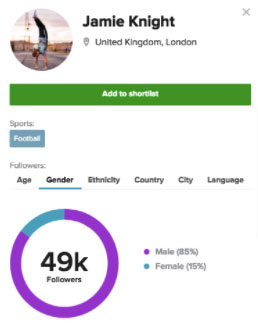 Jamie Knight
United Kingdom, London
Add to shortlist
Sports:
Football
Followers:
Age Gender Ethnicity Country City Language
49k
Followers
Male (85%)
Female (15%)